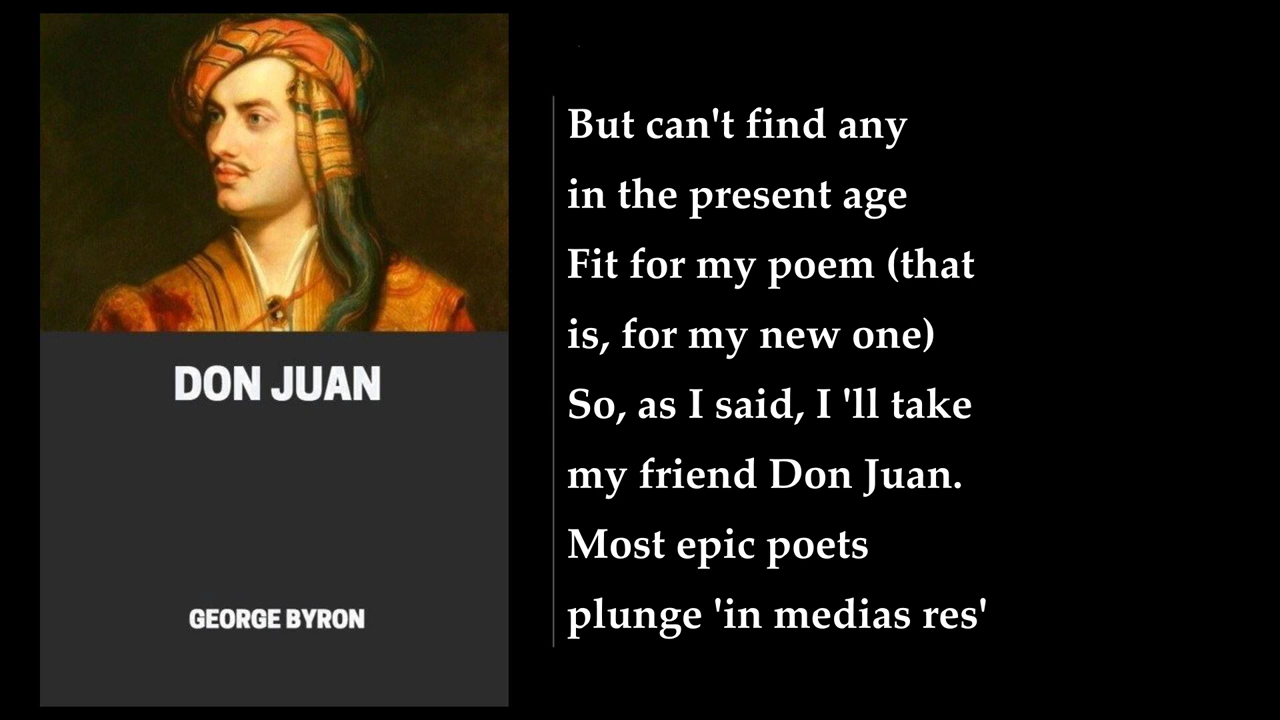 DON JUAN
GEORGE BYRON
But can't find any
in the present age
Fit for my poem (that
is, for my new one)
So, as I said, I 'll take
my friend Don Juan.
Most epic poets
plunge 'in medias res'